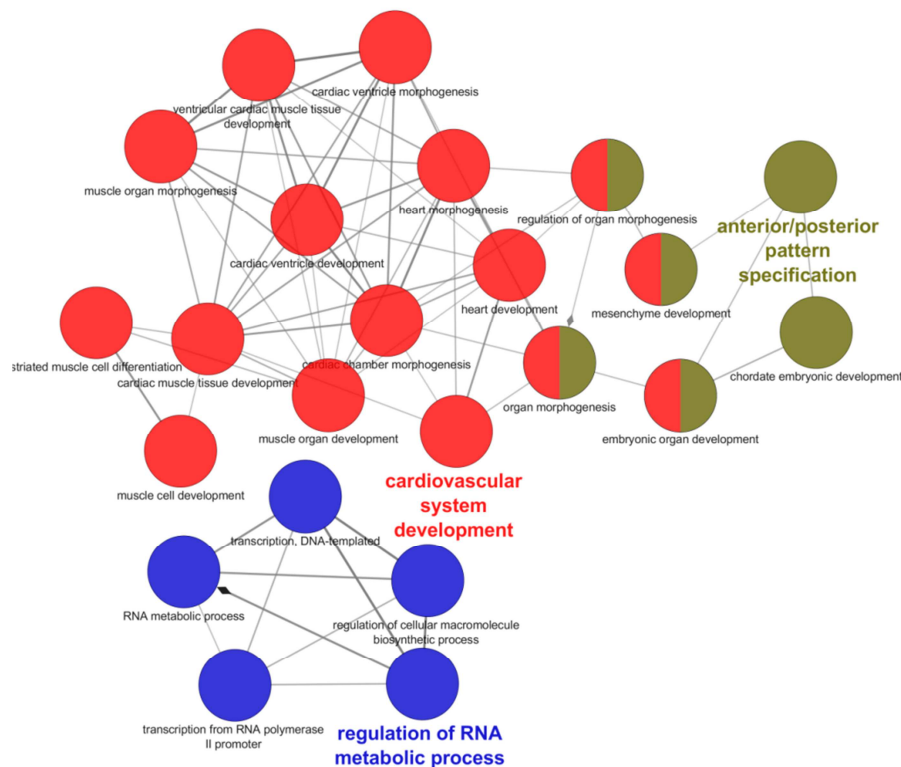 cardiac ventricle morphogenesis
ventricular cardiac muscle tissue
development
muscle organ morphogenesis
heart morphogenesis
regulation of organ morphogenesis
anterior/posterior
pattern
specification
cardiac ventricle development
heart development
mesenchyme development
striated muscle cell differentiation
cardiac chamber morphogenesis
cardiac muscle tissue development
chordate embryonic development
organ morphogenesis
muscle organ development
embryonic organ development
muscle cell development
cardiovascular
system
development
transcription, DNA-templated
RNA metabolic process
regulation of cellular macromolecule
biosynthetic process
transcription from RNA polymerase
II promoter
regulation of RNA
metabolic process